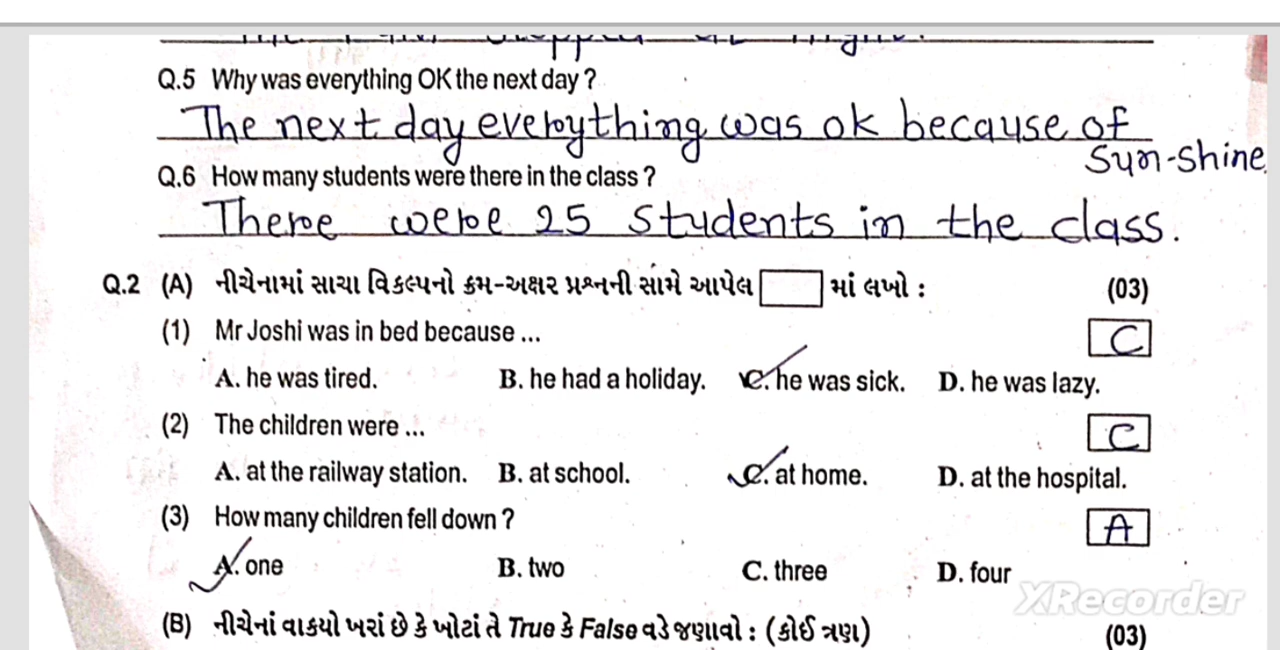 Q.5 Why was everything OK the next day ?
The next day everything was ok because of
Sun-shine.
Q.6 How many students were there in the class ?
There were 25 students in the class.
Q.2 (A) નીચેનામાં સાચા વિકલ્પનો ક્રમ-અક્ષર પ્રશ્નની સામે આપેલ માં લખો : (03)
(1) Mr Joshi was in bed because ... C
A. he was tired. B. he had a holiday. C. he was sick. D. he was lazy.
(2) The children were ... C
A. at the railway station. B. at school. C. at home. D. at the hospital.
(3) How many children fell down ? A
A. one B. two C. three D. four
XRecorder
(B) નીચેનાં વાક્યો ખરાં છે કે ખોટાં તે True કે False વડે જણાવો : (કોઈ ત્રણ) (03)